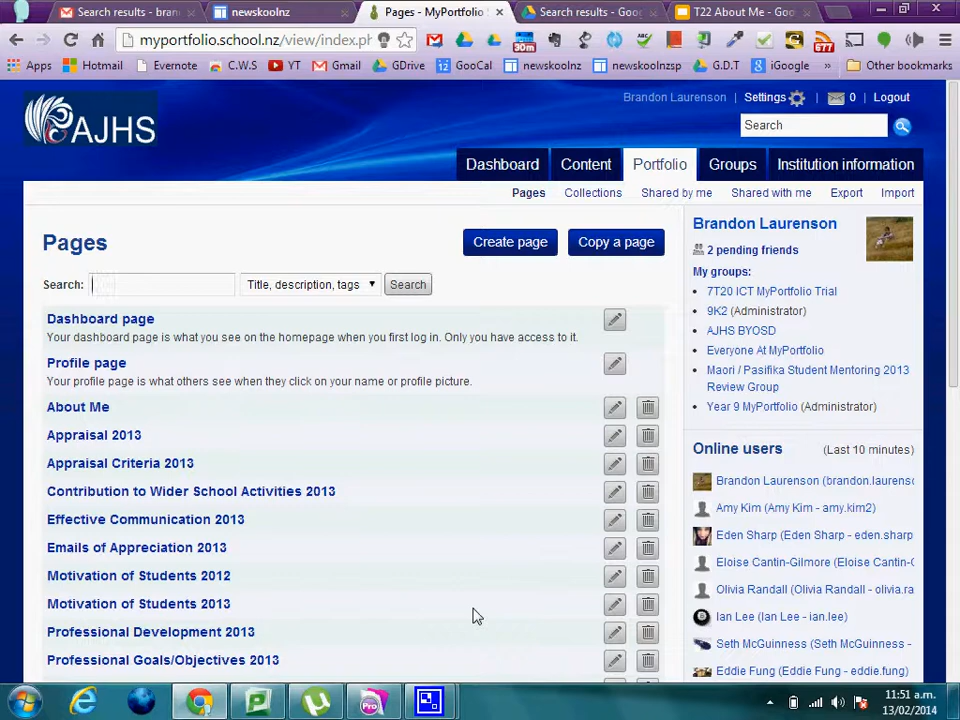 Search results - bran
newskoolnz
Pages - MyPortfolio
Search results - Goo
T22 About Me - Goo
myportfolio.school.nz/view/index.ph
30m
677
Apps
Hotmail
Evernote
C.W.S
YT
Gmail
GDrive
12 GooCal
newskoolnz
newskoolnzsp
G.D.T
iGoogle
»
Other bookmarks
AJHS
Brandon Laurenson | Settings | 0 | Logout
Search
Dashboard
Content
Portfolio
Groups
Institution information
Pages
Collections
Shared by me
Shared with me
Export
Import
Pages
Create page
Copy a page
Search:
Title, description, tags
Search
Dashboard page
Your dashboard page is what you see on the homepage when you first log in. Only you have access to it.
Profile page
Your profile page is what others see when they click on your name or profile picture.
About Me
Appraisal 2013
Appraisal Criteria 2013
Contribution to Wider School Activities 2013
Effective Communication 2013
Emails of Appreciation 2013
Motivation of Students 2012
Motivation of Students 2013
Professional Development 2013
Professional Goals/Objectives 2013
Brandon Laurenson
2 pending friends
My groups:
7T20 ICT MyPortfolio Trial
9K2 (Administrator)
AJHS BYOSD
Everyone At MyPortfolio
Maori / Pasifika Student Mentoring 2013
Review Group
Year 9 MyPortfolio (Administrator)
Online users
(Last 10 minutes)
Brandon Laurenson (brandon.laurens
Amy Kim (Amy Kim - amy.kim2)
Eden Sharp (Eden Sharp - eden.sharp
Eloise Cantin-Gilmore (Eloise Cantin-G
Olivia Randall (Olivia Randall - olivia.ra
Ian Lee (Ian Lee - ian.lee)
Seth McGuinness (Seth McGuinness -
Eddie Fung (Eddie Fung - eddie.fung)
Pro
11:51 a.m.
13/02/2014